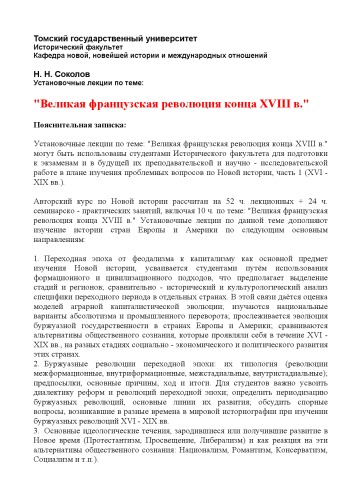 Томский государственный университет
Исторический факультет
Кафедра новой, новейшей истории и международных отношений
Н. Н. Соколов
Установочные лекции по теме:
"Великая французская революция конца XVIII в."
Пояснительная записка:
Установочные лекции по теме: "Великая французская революция конца XVIII в."
могут быть использованы студентами Исторического факультета для подготовки
к экзаменам и в будущей их преподавательской и научно - исследовательской
работе в плане изучения проблемных вопросов по Новой истории, часть 1 (XVI -
XIX вв.).
Авторский курс по Новой истории рассчитан на 52 ч. лекционных + 24 ч.
семинарско - практических занятий, включая 10 ч. по теме: "Великая французская
революция конца XVIII в." Установочные лекции по данной теме дополняют
изучение истории стран Европы и Америки по следующим основным
направлениям:
1. Переходная эпоха от феодализма к капитализму как основной предмет
изучения Новой истории, усваивается студентами путём использования
формационного и цивилизационного подходов, что предполагает выделение
стадий и регионов, сравнительно - исторический и культурологический анализ
специфики переходного периода в отдельных странах. В этой связи даётся оценка
моделей аграрной капиталистической эволюции; изучаются национальные
варианты абсолютизма и промышленного переворота; прослеживается эволюция
буржуазной государственности в странах Европы и Америки; сравниваются
альтернативы общественного сознания, которые проявляли себя в течение XVI -
XIX вв., на разных стадиях социально - экономического и политического развития
этих странах.
2. Буржуазные революции переходной эпохи: их типология (революции
межформационные, внутриформационные, межстадиальные, внутристадиальные);
предпосылки, основные причины, ход и итоги. Для студентов важно усвоить
диалектику реформ и революций переходной эпохи; определить периодизацию
буржуазных революций, основные линии их развития; обсудить спорные
вопросы, возникавшие в разные времена в мировой историографии при изучении
буржуазных революций XVI - XIX вв.
3. Основные идеологические течения, зародившиеся или получившие развитие в
Новое время (Протестантизм, Просвещение, Либерализм) и как реакция на эти
альтернативы общественного сознания: Национализм, Романтизм, Консерватизм,
Социализм и т.п.).